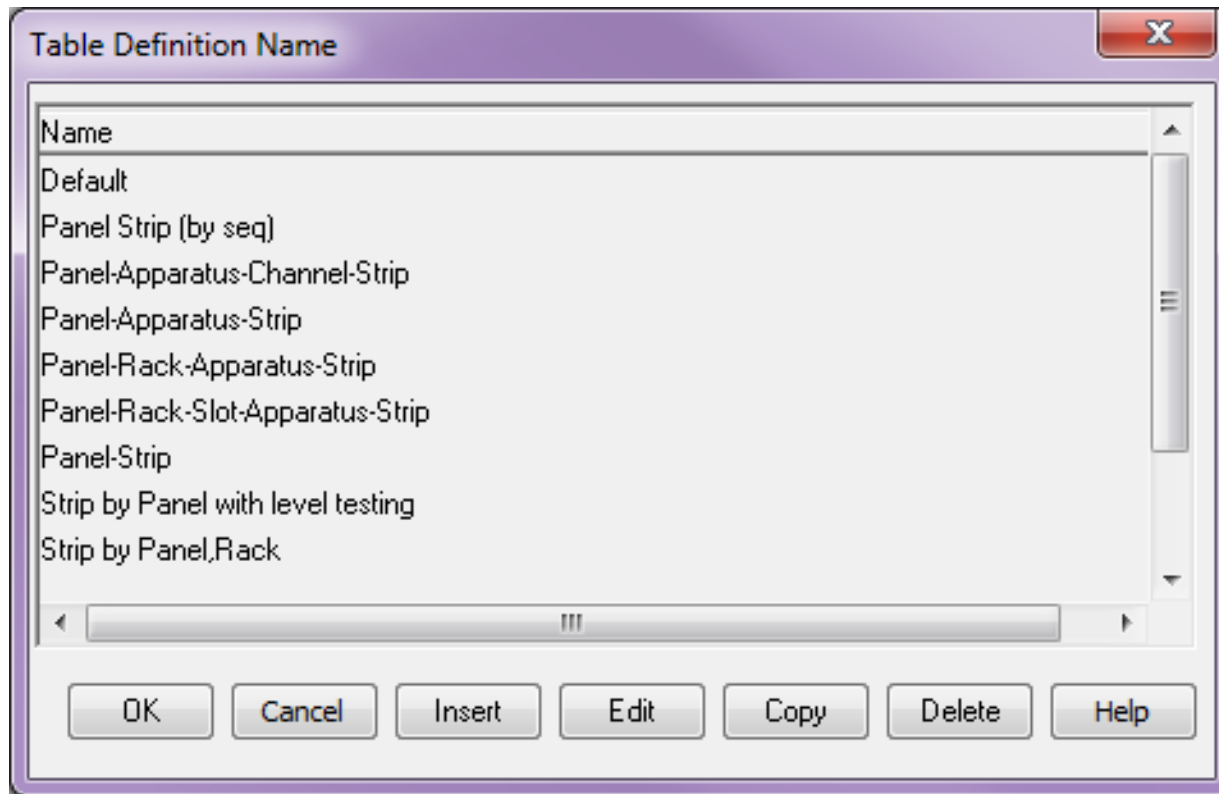 Table Definition Name
Name
Default
Panel Strip (by seq)
Panel-Apparatus-Channel-Strip
Panel-Apparatus-Strip
Panel-Rack-Apparatus-Strip
Panel-Rack-Slot-Apparatus-Strip
Panel-Strip
Strip by Panel with level testing
Strip by Panel,Rack
OK Cancel Insert Edit Copy Delete Help